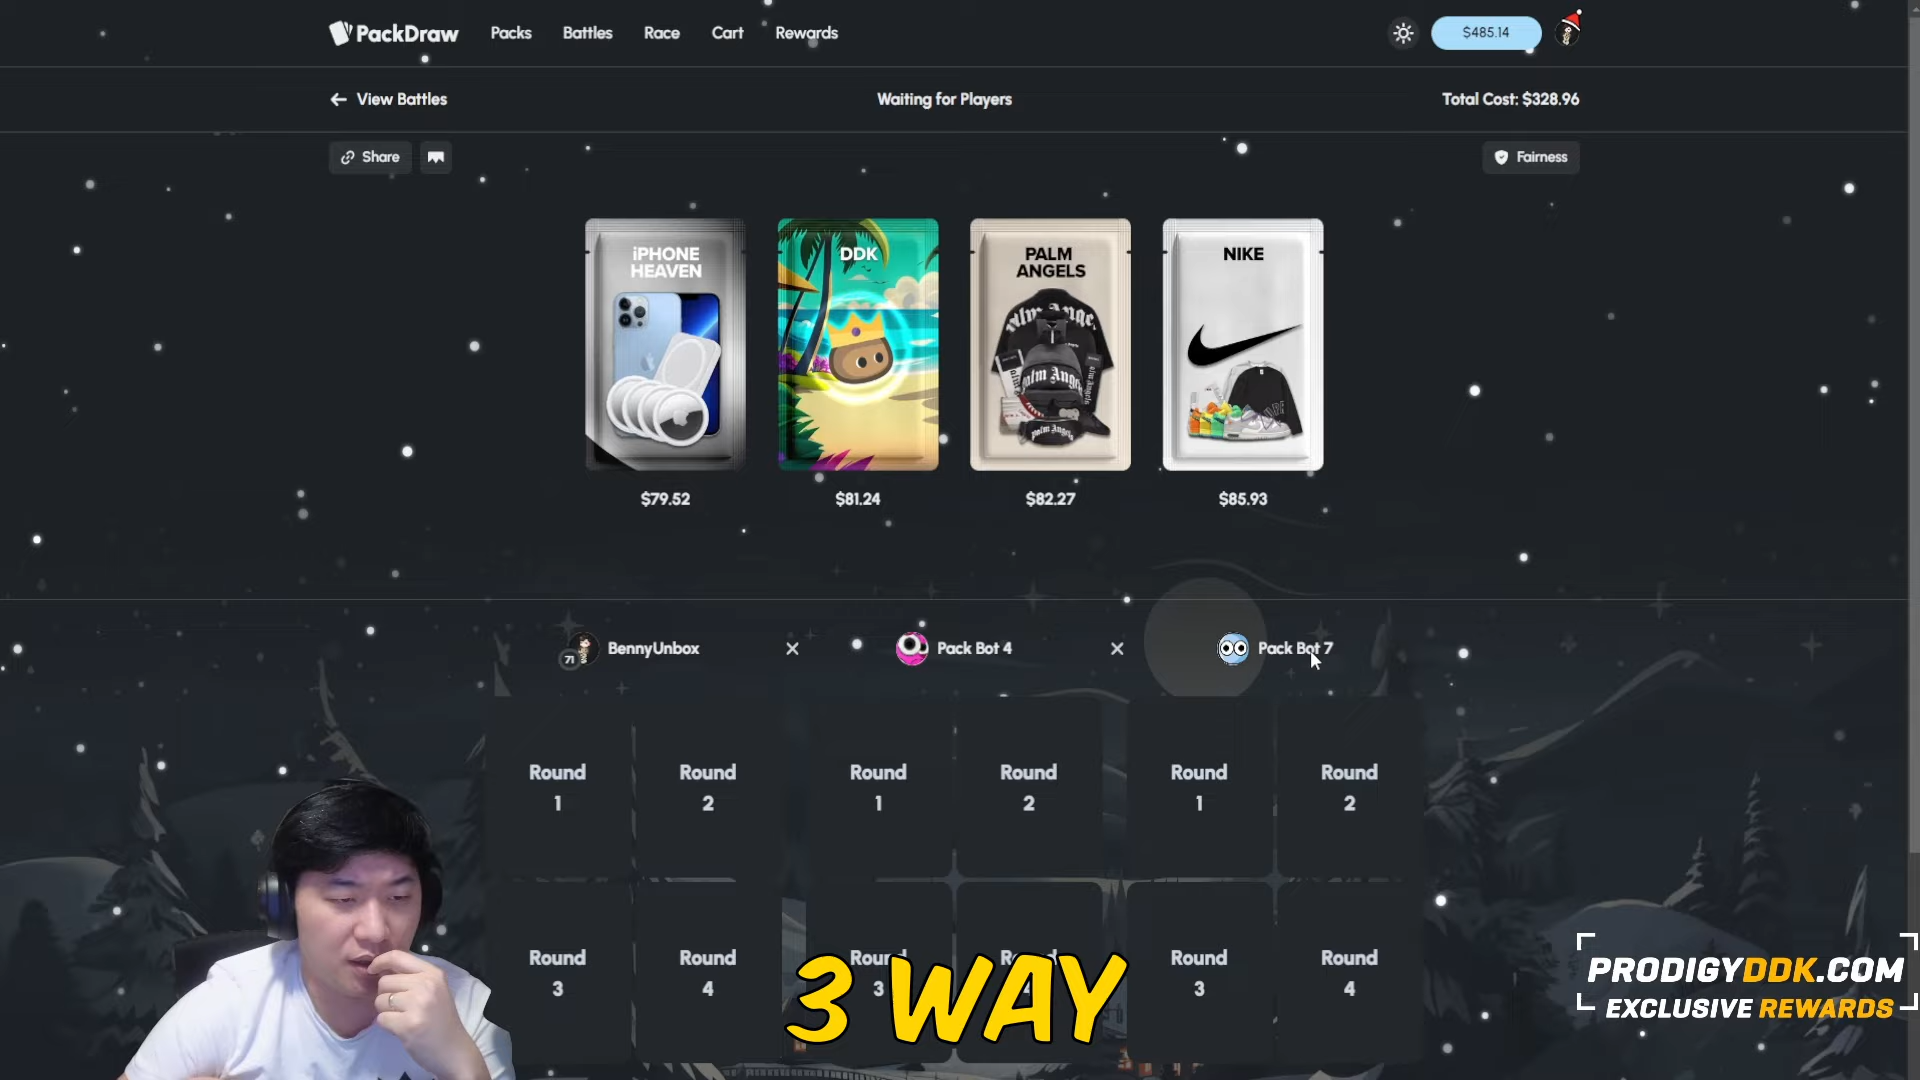 PackDraw
Packs
Battles
Race
Cart
Rewards
$485.14
View Battles
Waiting for Players
Total Cost: $328.96
Share
Fairness
iPHONE
HEAVEN
DDK
PALM
ANGELS
NIKE
$79.52
$81.24
$82.27
$85.93
71
BennyUnbox
Pack Bot 4
Pack Bot 7
Round
1
Round
2
Round
1
Round
2
Round
1
Round
2
Round
3
Round
4
Round
3
Round
3
Round
4
3 WAY
PRODIGYDDK.COM
EXCLUSIVE REWARDS